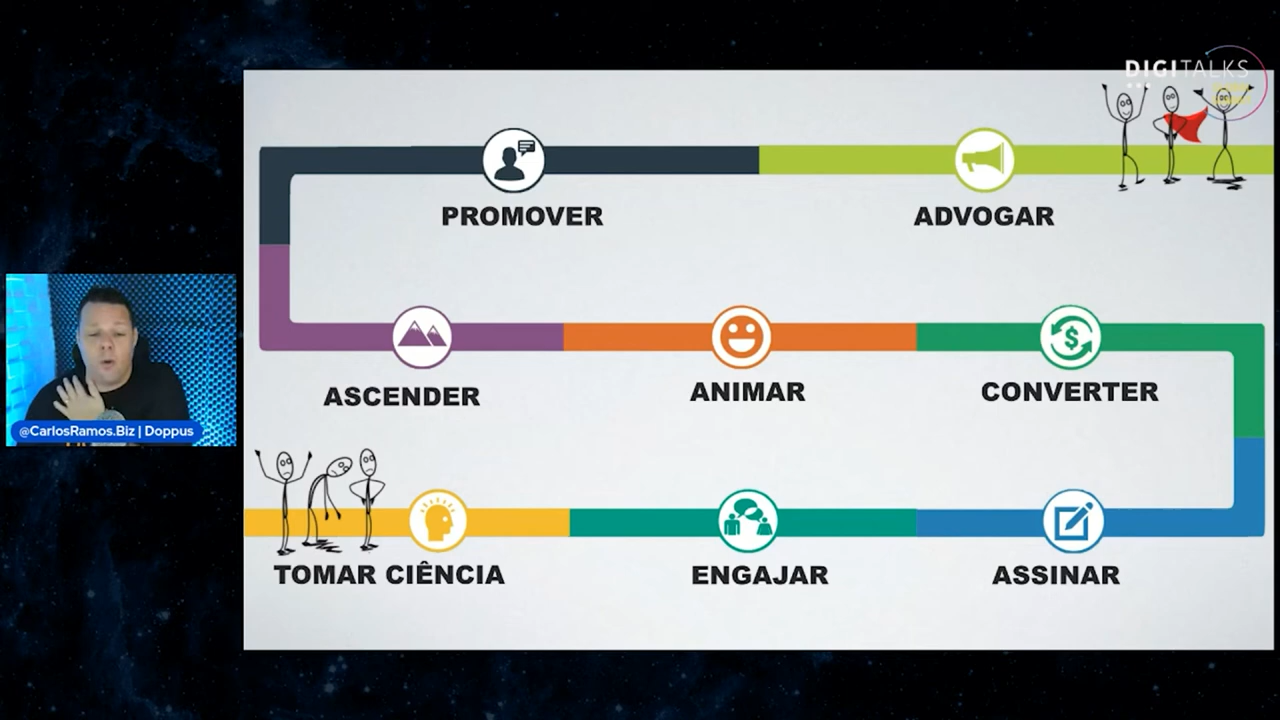 DIGITALKS
PROMOVER
ADVOGAR
$
ASCENDER
ANIMAR
CONVERTER
@CarlosRamos.Biz | Doppus
TOMAR CIÊNCIA
ENGAJAR
ASSINAR